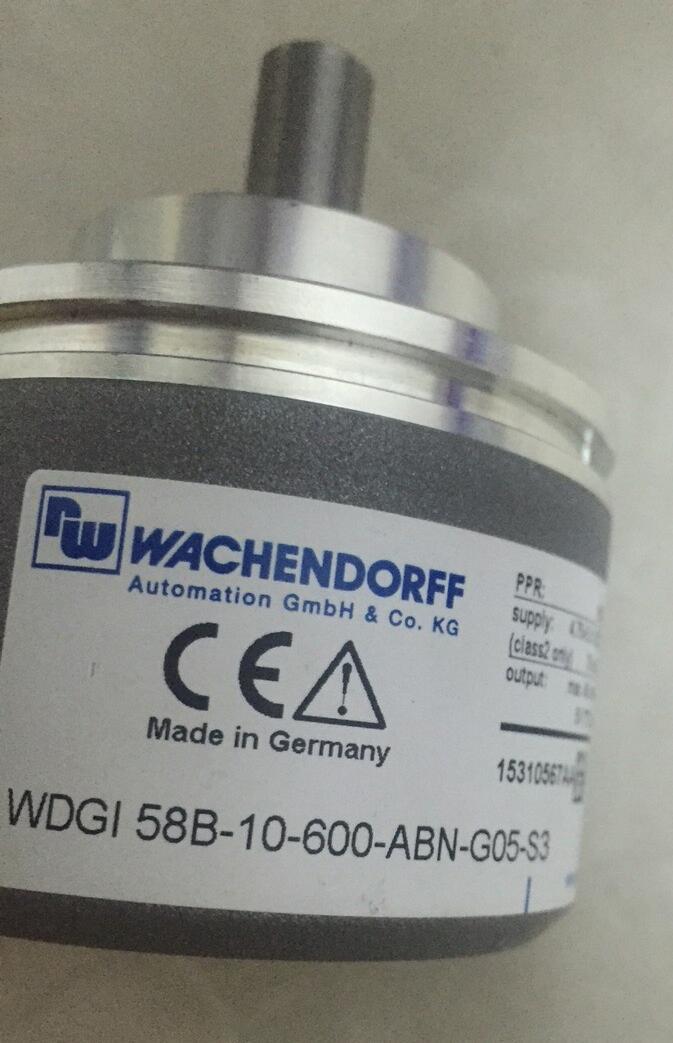 WACHENDORFF
Automation GmbH & Co. KG
CE
Made in Germany
WDGI 58B-10-600-ABN-G05-S3
PPR:
supply:
(class2 only)
output: